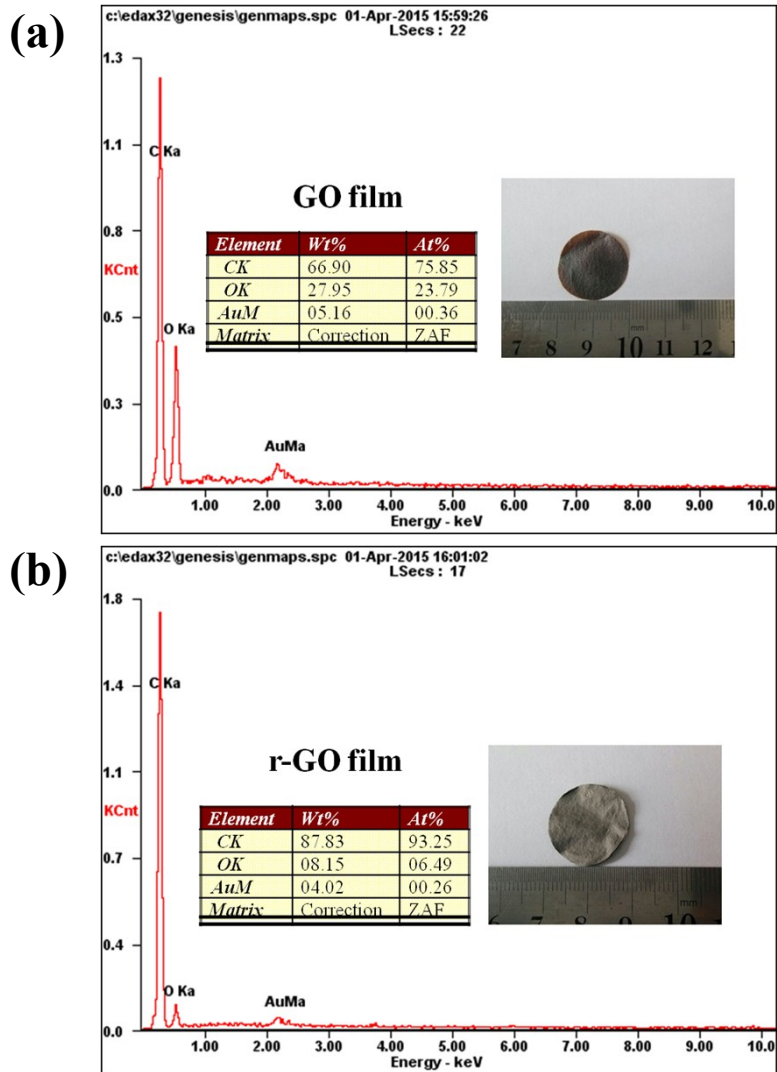 (a)
c:\edax32\genesis\genmaps.spc 01-Apr-2015 15:59:26
LSecs : 22
1.3
1.1
C Ka
0.8
GO film
KCnt
Element Wt% At%
CK 66.90 75.85
OK 27.95 23.79
AuM 05.16 00.36
Matrix Correction ZAF
mm
7 8 9 10 11 12
0.5
O Ka
0.3
AuMa
0.0
1.00 2.00 3.00 4.00 5.00 6.00 7.00 8.00 9.00 10.0
Energy - keV
(b)
c:\edax32\genesis\genmaps.spc 01-Apr-2015 16:01:02
LSecs : 17
1.8
1.4
C Ka
1.1
r-GO film
KCnt
Element Wt% At%
CK 87.83 93.25
OK 08.15 06.49
AuM 04.02 00.26
Matrix Correction ZAF
mm
6 7 8 9 10
0.7
0.4
O Ka
AuMa
0.0
1.00 2.00 3.00 4.00 5.00 6.00 7.00 8.00 9.00 10.0
Energy - keV